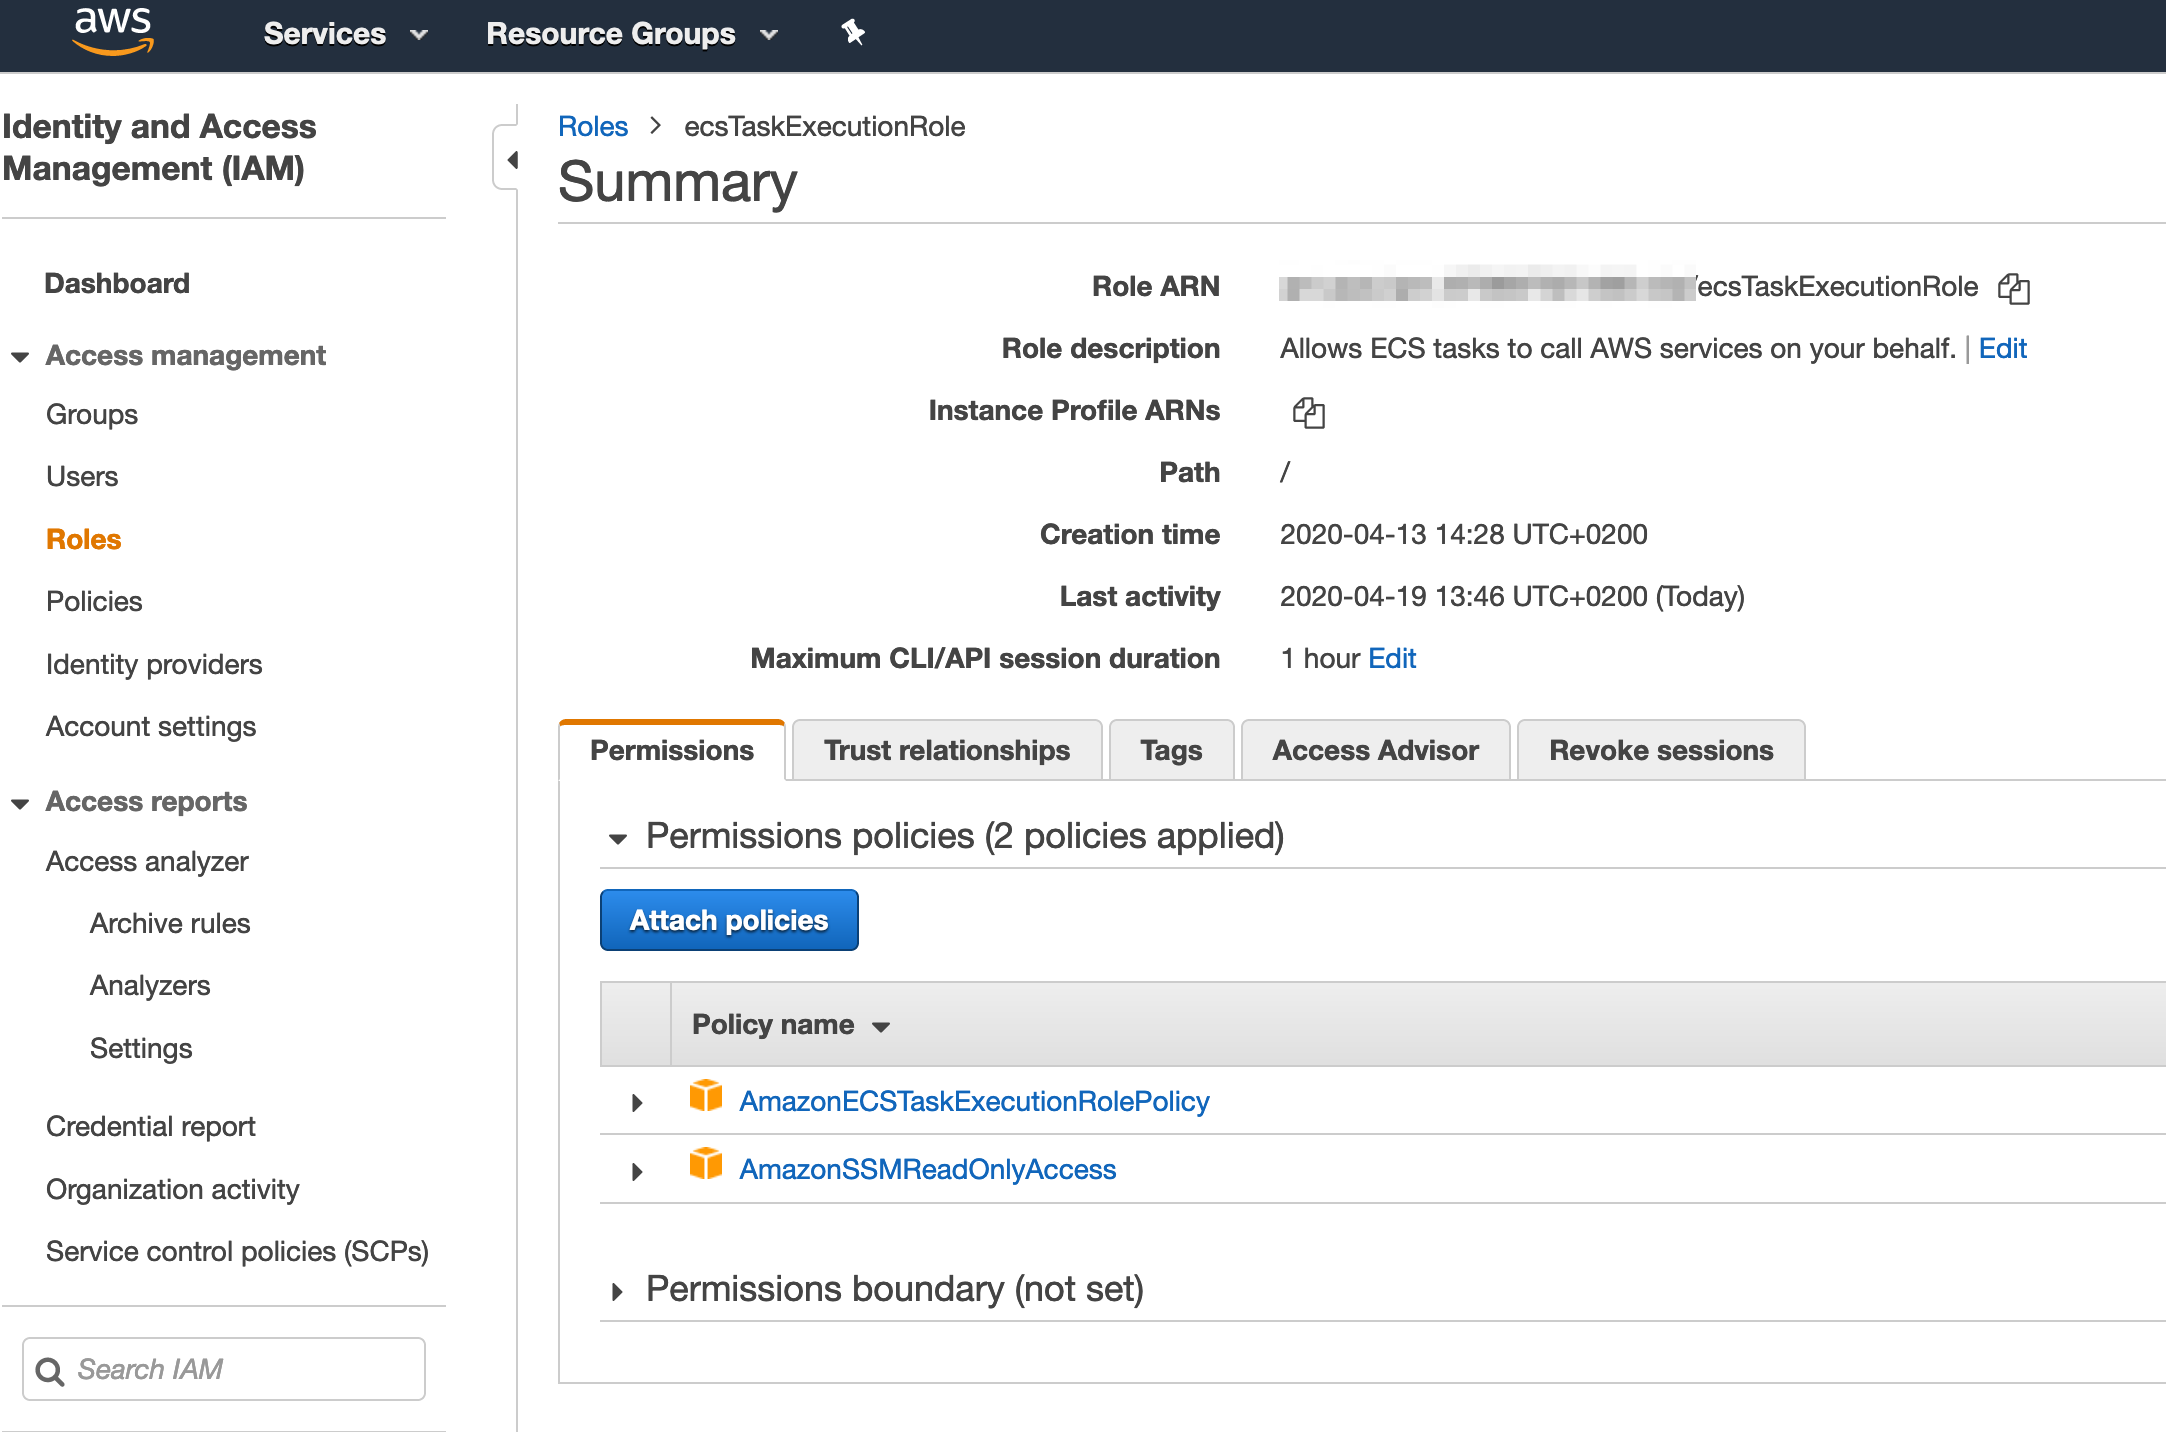 aws Services Resource Groups
Identity and Access
Management (IAM)
Dashboard
Access management
Groups
Users
Roles
Policies
Identity providers
Account settings
Access reports
Access analyzer
Archive rules
Analyzers
Settings
Credential report
Organization activity
Service control policies (SCPs)
Search IAM
Roles > ecsTaskExecutionRole
Summary
Role ARN /ecsTaskExecutionRole
Role description Allows ECS tasks to call AWS services on your behalf. | Edit
Instance Profile ARNs
Path /
Creation time 2020-04-13 14:28 UTC+0200
Last activity 2020-04-19 13:46 UTC+0200 (Today)
Maximum CLI/API session duration 1 hour Edit
Permissions Trust relationships Tags Access Advisor Revoke sessions
Permissions policies (2 policies applied)
Attach policies
Policy name
AmazonECSTaskExecutionRolePolicy
AmazonSSMReadOnlyAccess
Permissions boundary (not set)